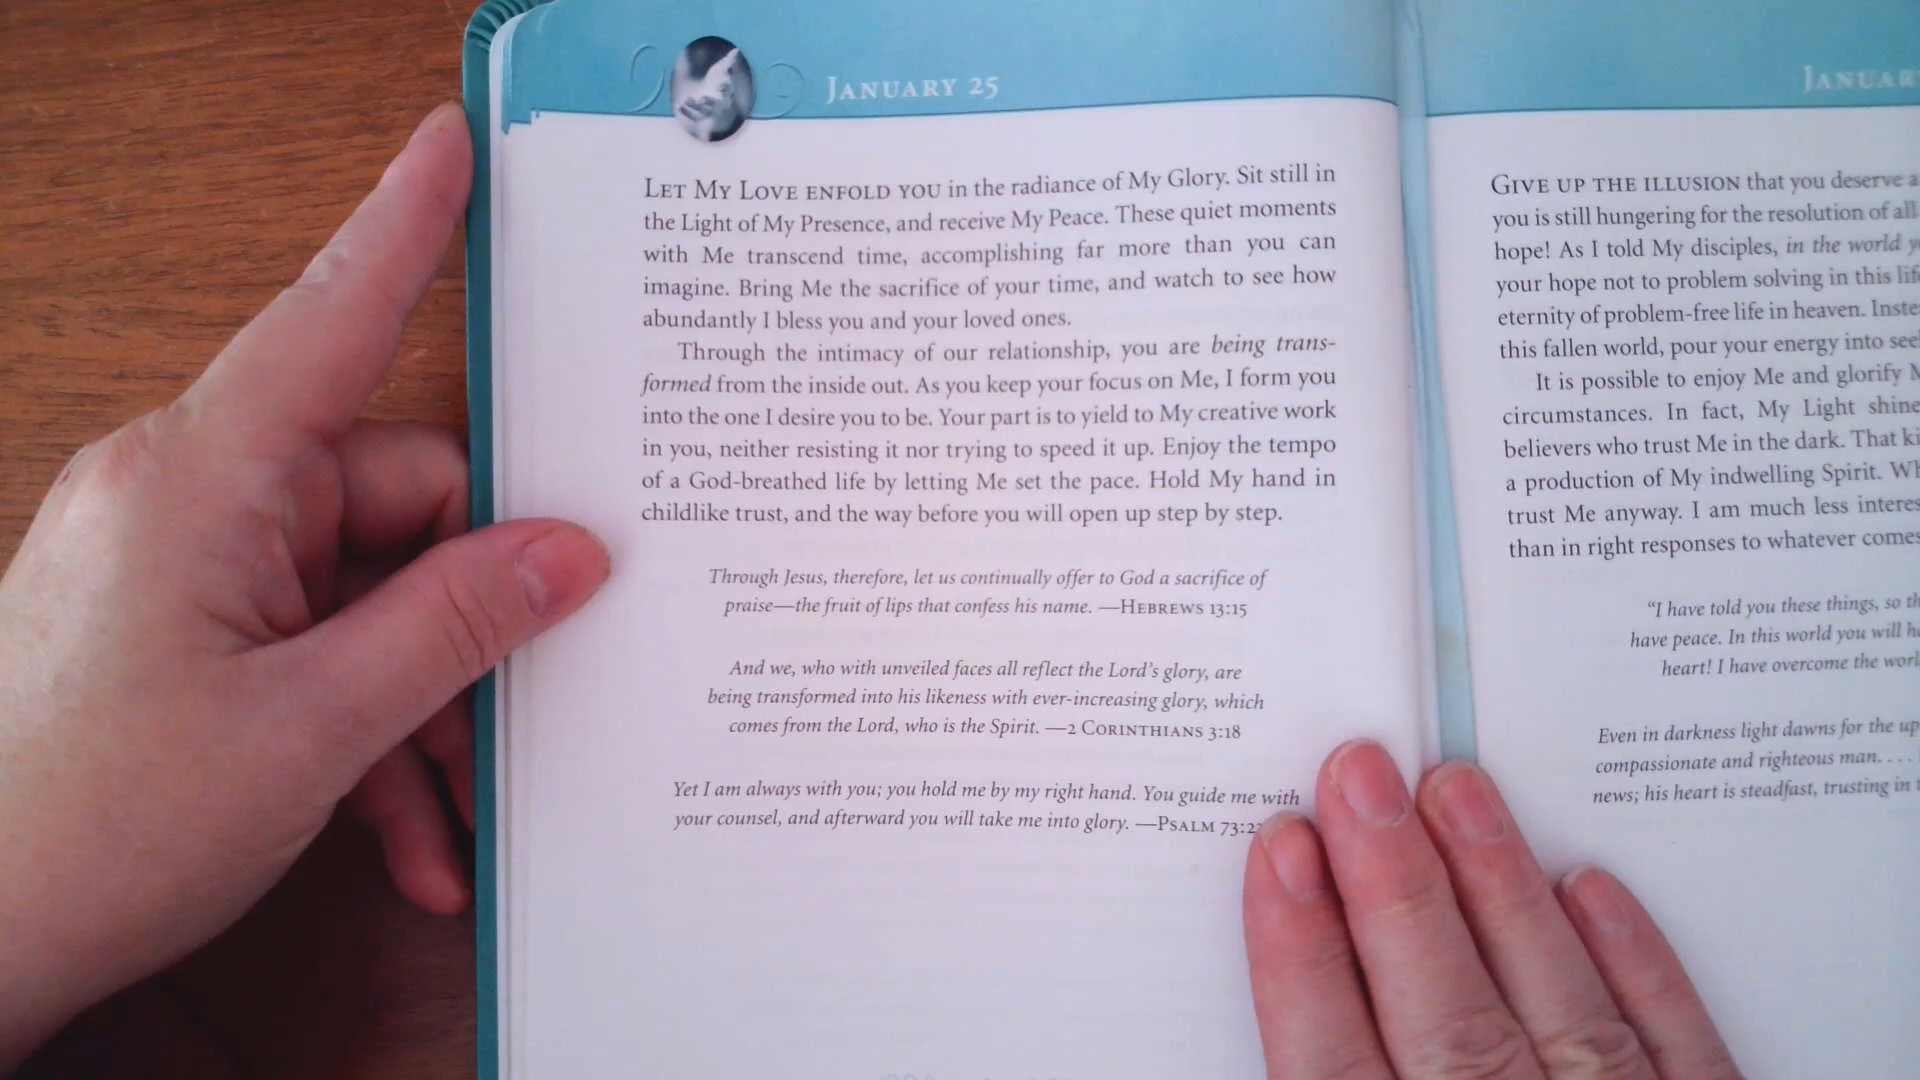 JANUARY 25
LET MY LOVE ENFOLD YOU in the radiance of My Glory. Sit still in
the Light of My Presence, and receive My Peace. These quiet moments
with Me transcend time, accomplishing far more than you can
imagine. Bring Me the sacrifice of your time, and watch to see how
abundantly I bless you and your loved ones.
Through the intimacy of our relationship, you are being trans-
formed from the inside out. As you keep your focus on Me, I form you
into the one I desire you to be. Your part is to yield to My creative work
in you, neither resisting it nor trying to speed it up. Enjoy the tempo
of a God-breathed life by letting Me set the pace. Hold My hand in
childlike trust, and the way before you will open up step by step.
Through Jesus, therefore, let us continually offer to God a sacrifice of
praise—the fruit of lips that confess his name. —HEBREWS 13:15
And we, who with unveiled faces all reflect the Lord's glory, are
being transformed into his likeness with ever-increasing glory, which
comes from the Lord, who is the Spirit. —2 CORINTHIANS 3:18
Yet I am always with you; you hold me by my right hand. You guide me with
your counsel, and afterward you will take me into glory. —PSALM
GIVE UP THE ILLUSION that you deserve
you is still hungering for the resolution of all
hope! As I told My disciples, in the world
your hope not to problem solving in this
eternity of problem-free life in heaven.
this fallen world, pour your energy into
It is possible to enjoy Me and glorify
circumstances. In fact, My Light
believers who trust Me in the dark. That
a production of My indwelling Spirit.
trust Me anyway. I am much less
than in right responses to whatever
"I have told you these things, so
have peace. In this world you will
heart! I have overcome the
Even in darkness light dawns for the
compassionate and righteous man. . . .
news; his heart is steadfast, trusting in